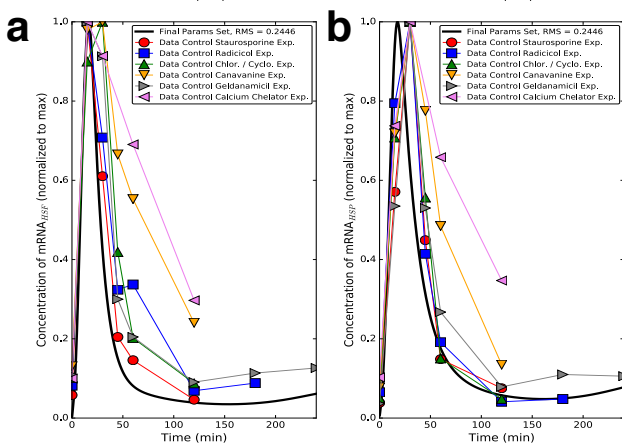 a
1.0
0.8
0.6
0.4
0.2
0.0
0
50
100
150
200
Time (min)
Concentration of mRNA_HSF (normalized to max)
Final Params Set, RMS = 0.2446
Data Control Staurosporine Exp.
Data Control Radicicol Exp.
Data Control Chlor. / Cyclo. Exp.
Data Control Canavanine Exp.
Data Control Geldanamicil Exp.
Data Control Calcium Chelator Exp.
b
1.0
0.8
0.6
0.4
0.2
0.0
0
50
100
150
200
Time (min)
Concentration of mRNA_HSP (normalized to max)
Final Params Set, RMS = 0.2446
Data Control Staurosporine Exp.
Data Control Radicicol Exp.
Data Control Chlor. / Cyclo. Exp.
Data Control Canavanine Exp.
Data Control Geldanamicil Exp.
Data Control Calcium Chelator Exp.